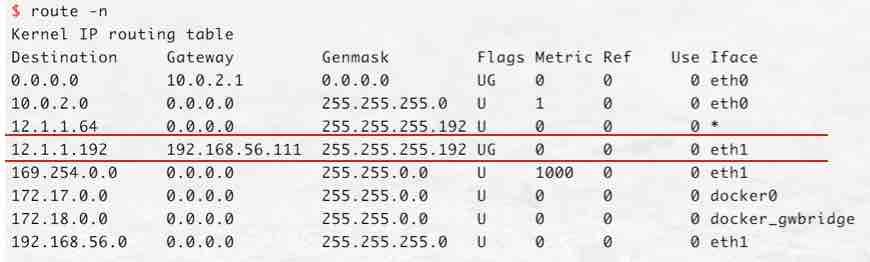 $ route -n
Kernel IP routing table
Destination Gateway Genmask Flags Metric Ref Use Iface
0.0.0.0 10.0.2.1 0.0.0.0 UG 0 0 0 eth0
10.0.2.0 0.0.0.0 255.255.255.0 U 1 0 0 eth0
12.1.1.64 0.0.0.0 255.255.255.192 U 0 0 0 *
12.1.1.192 192.168.56.111 255.255.255.192 UG 0 0 0 eth1
169.254.0.0 0.0.0.0 255.255.0.0 U 1000 0 0 eth1
172.17.0.0 0.0.0.0 255.255.0.0 U 0 0 0 docker0
172.18.0.0 0.0.0.0 255.255.0.0 U 0 0 0 docker_gwbridge
192.168.56.0 0.0.0.0 255.255.255.0 U 0 0 0 eth1